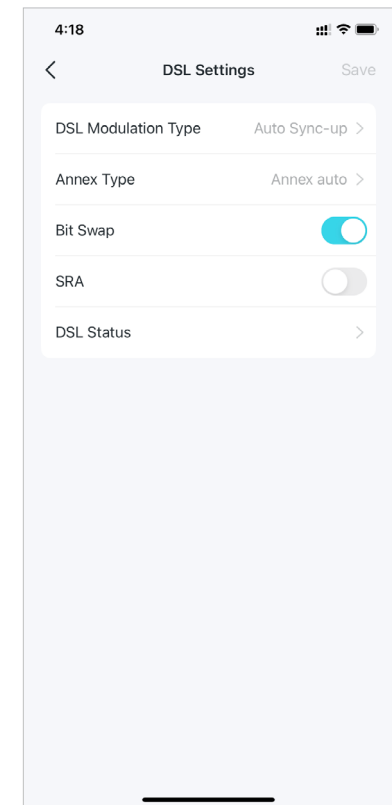 4:18
DSL Settings Save
DSL Modulation Type Auto Sync-up
Annex Type Annex auto
Bit Swap
SRA
DSL Status